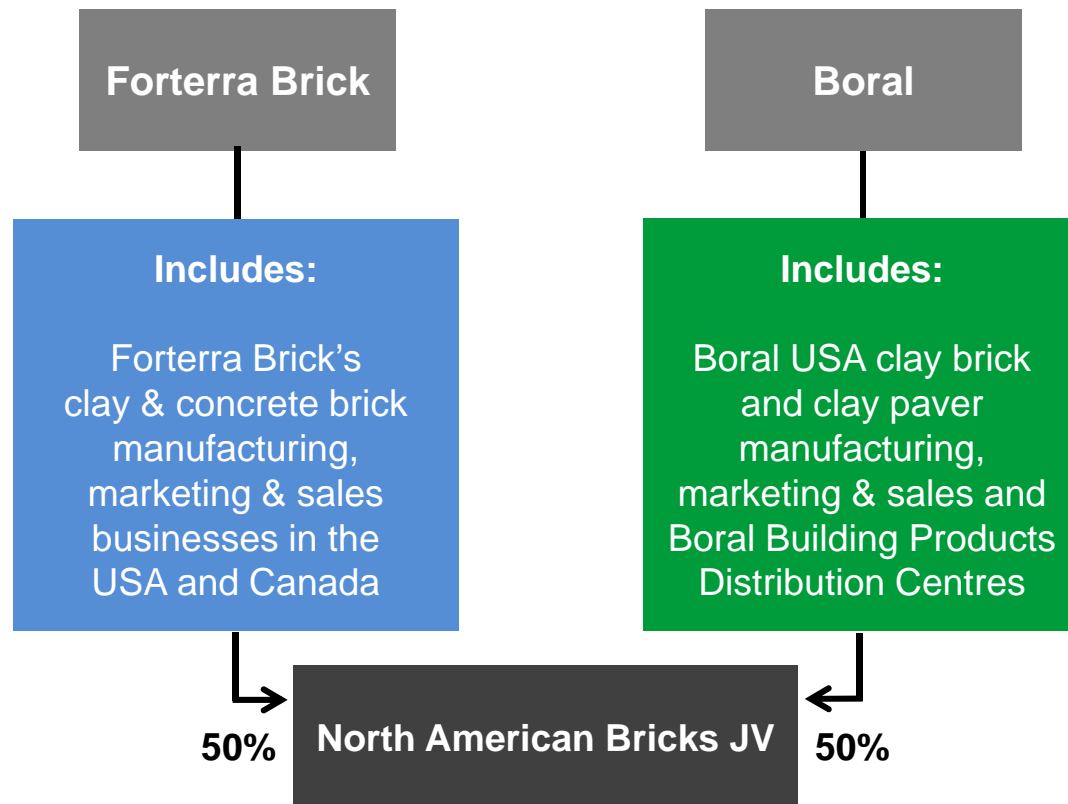 Forterra Brick
Boral
Includes:
Forterra Brick’s
clay & concrete brick
manufacturing,
marketing & sales
businesses in the
USA and Canada
Includes:
Boral USA clay brick
and clay paver
manufacturing,
marketing & sales and
Boral Building Products
Distribution Centres
50%
North American Bricks JV
50%